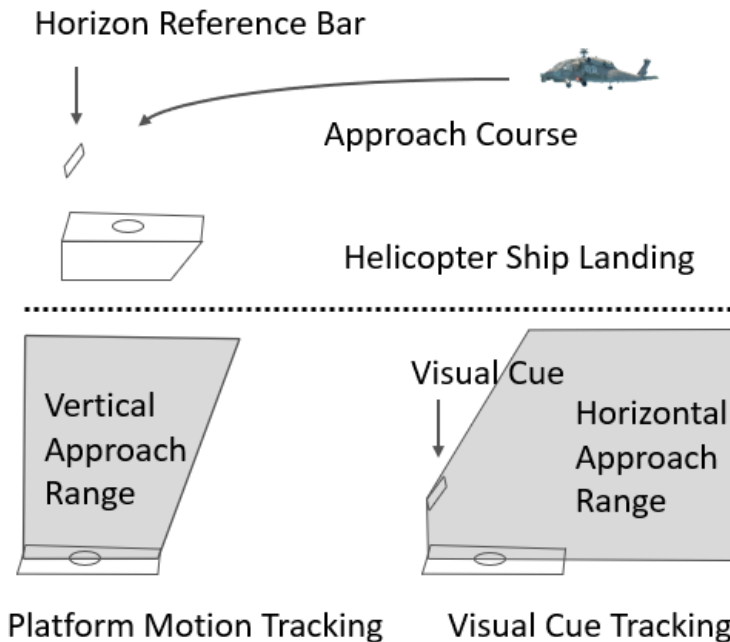 Horizon Reference Bar
Approach Course
Helicopter Ship Landing
Visual Cue
Vertical
Approach
Range
Horizontal
Approach
Range
Platform Motion Tracking
Visual Cue Tracking